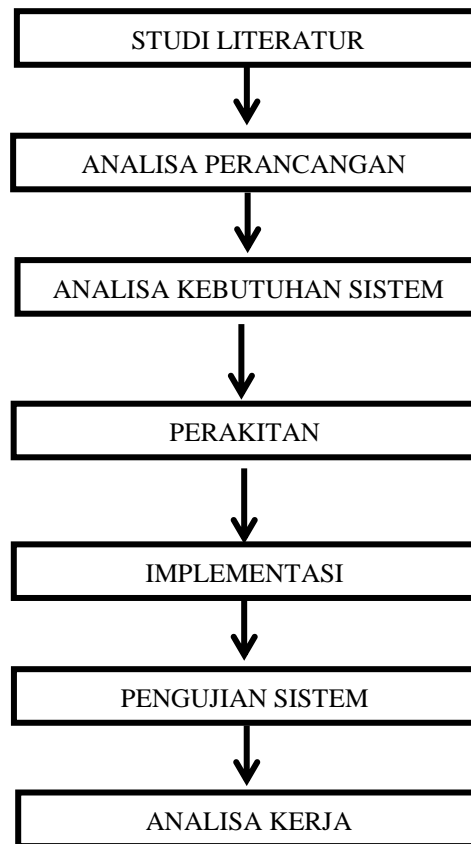 STUDI LITERATUR
ANALISA PERANCANGAN
ANALISA KEBUTUHAN SISTEM
PERAKITAN
IMPLEMENTASI
PENGUJIAN SISTEM
ANALISA KERJA